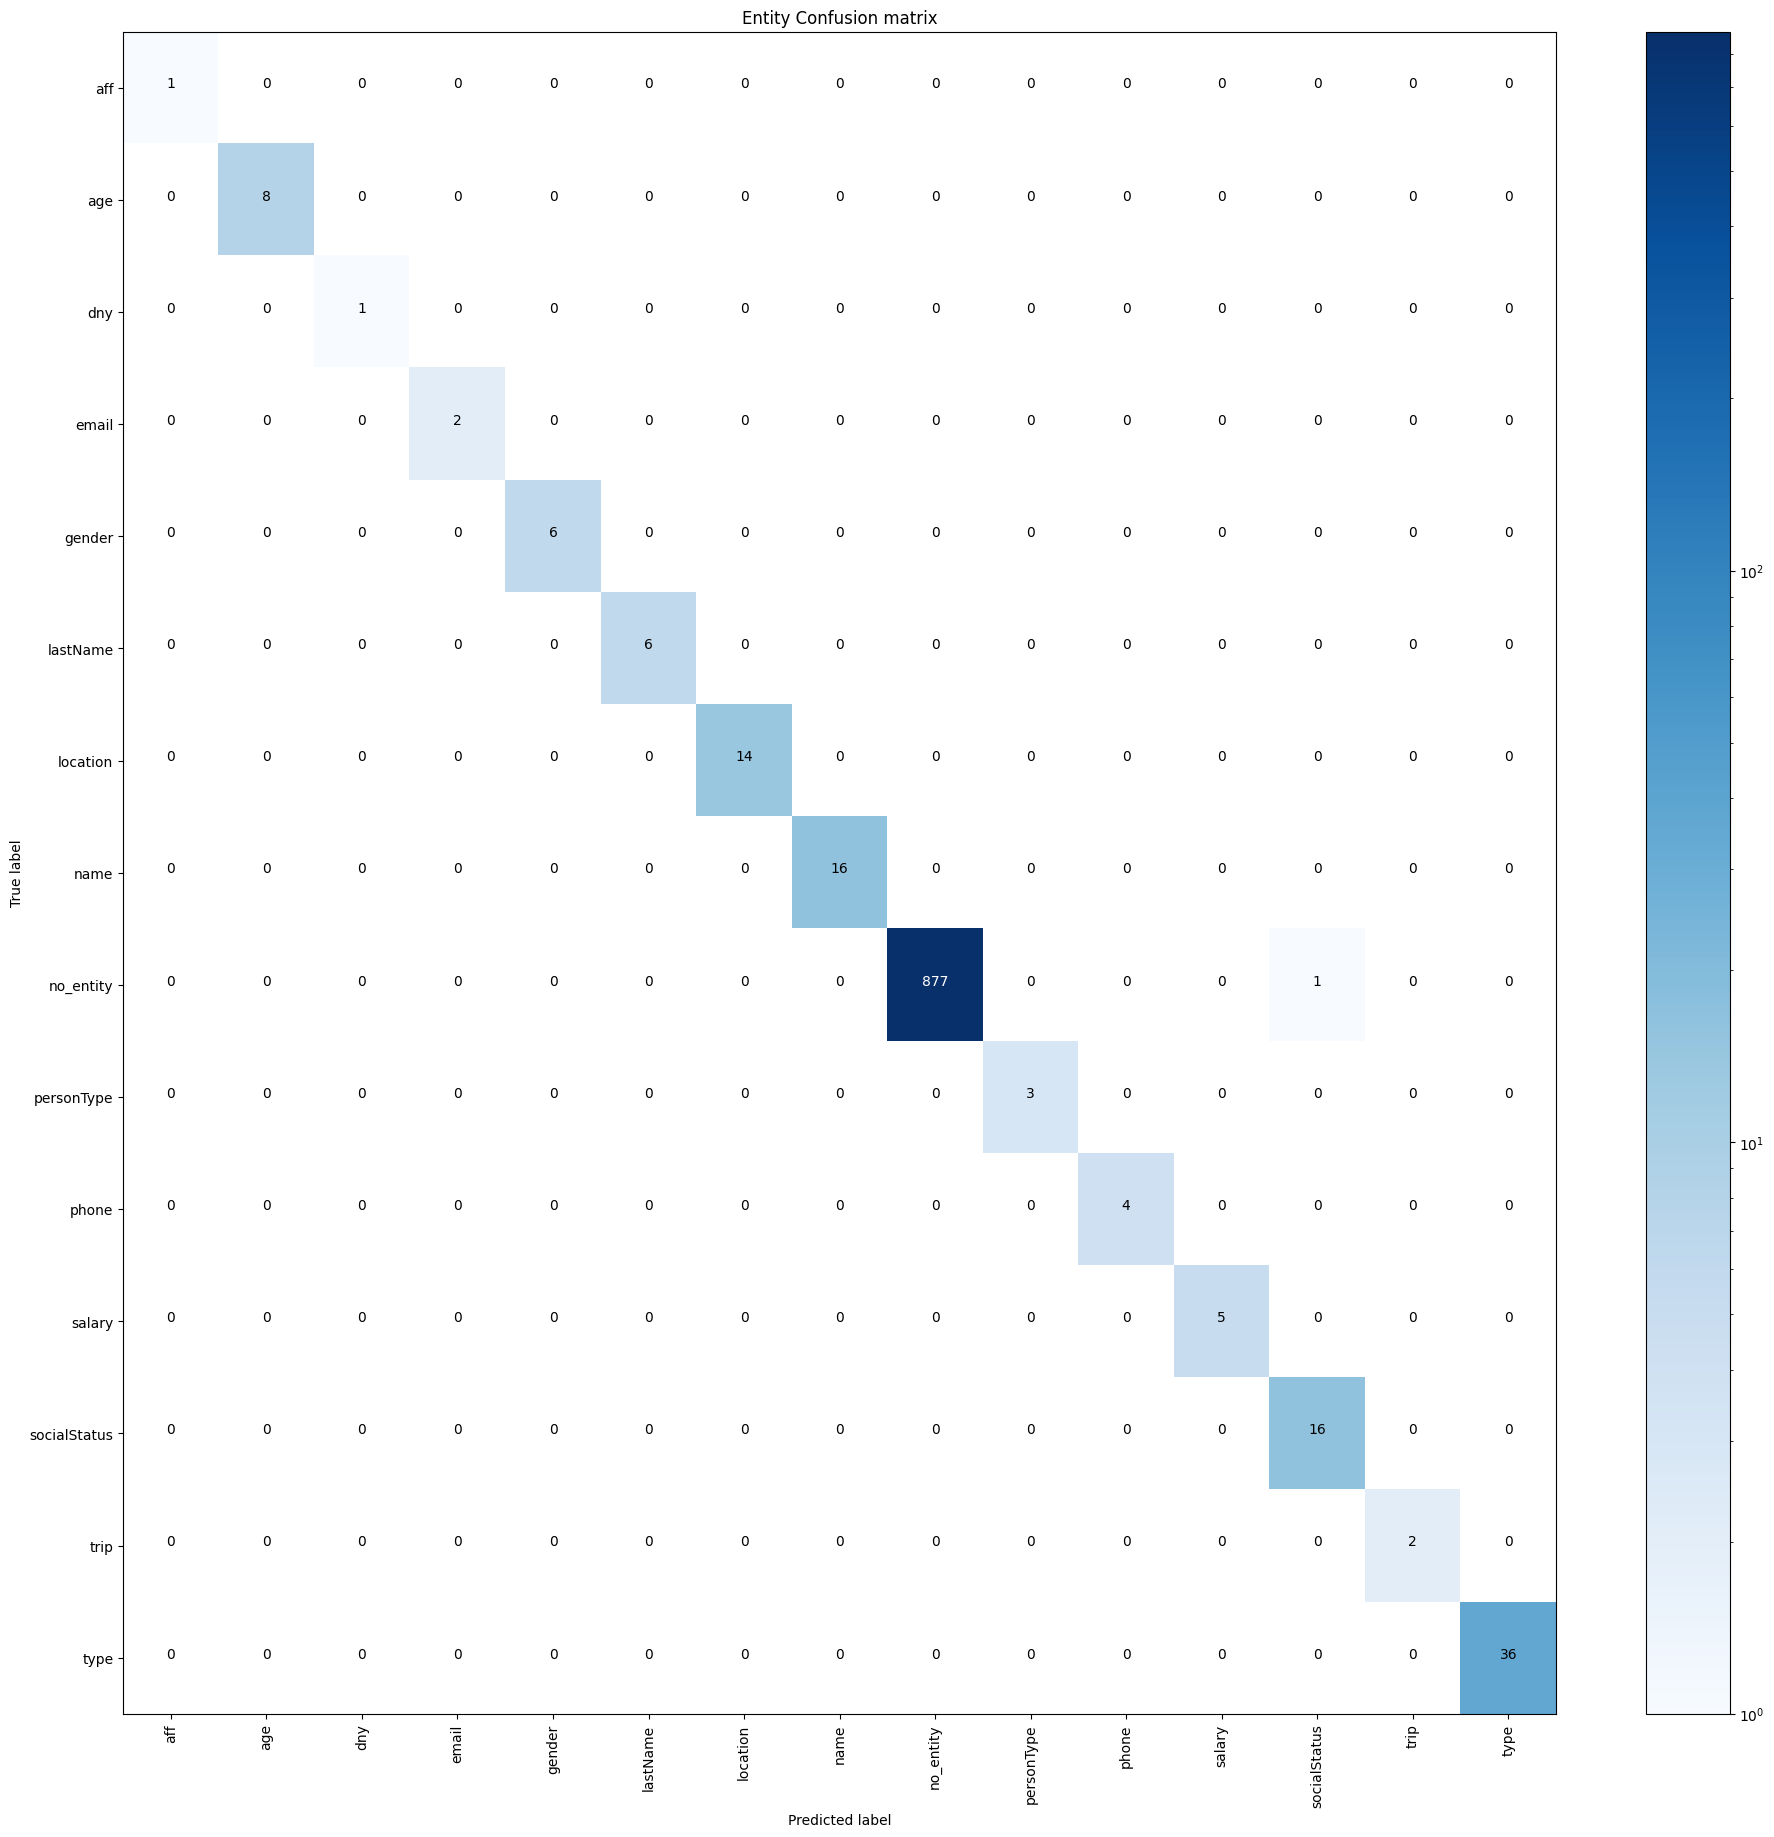 Entity Confusion matrix
aff 1 0 0 0 0 0 0 0 0 0 0 0 0 0 0
age 0 8 0 0 0 0 0 0 0 0 0 0 0 0 0
dny 0 0 1 0 0 0 0 0 0 0 0 0 0 0 0
email 0 0 0 2 0 0 0 0 0 0 0 0 0 0 0
gender 0 0 0 0 6 0 0 0 0 0 0 0 0 0 0
lastName 0 0 0 0 0 6 0 0 0 0 0 0 0 0 0
location 0 0 0 0 0 0 14 0 0 0 0 0 0 0 0
name 0 0 0 0 0 0 0 16 0 0 0 0 0 0 0
no_entity 0 0 0 0 0 0 0 0 877 0 0 0 1 0 0
personType 0 0 0 0 0 0 0 0 0 3 0 0 0 0 0
phone 0 0 0 0 0 0 0 0 0 0 4 0 0 0 0
salary 0 0 0 0 0 0 0 0 0 0 0 5 0 0 0
socialStatus 0 0 0 0 0 0 0 0 0 0 0 0 16 0 0
trip 0 0 0 0 0 0 0 0 0 0 0 0 0 2 0
type 0 0 0 0 0 0 0 0 0 0 0 0 0 0 36
aff age dny email gender lastName location name no_entity personType phone salary socialStatus trip type
Predicted label
True label
10²
10¹
10⁰